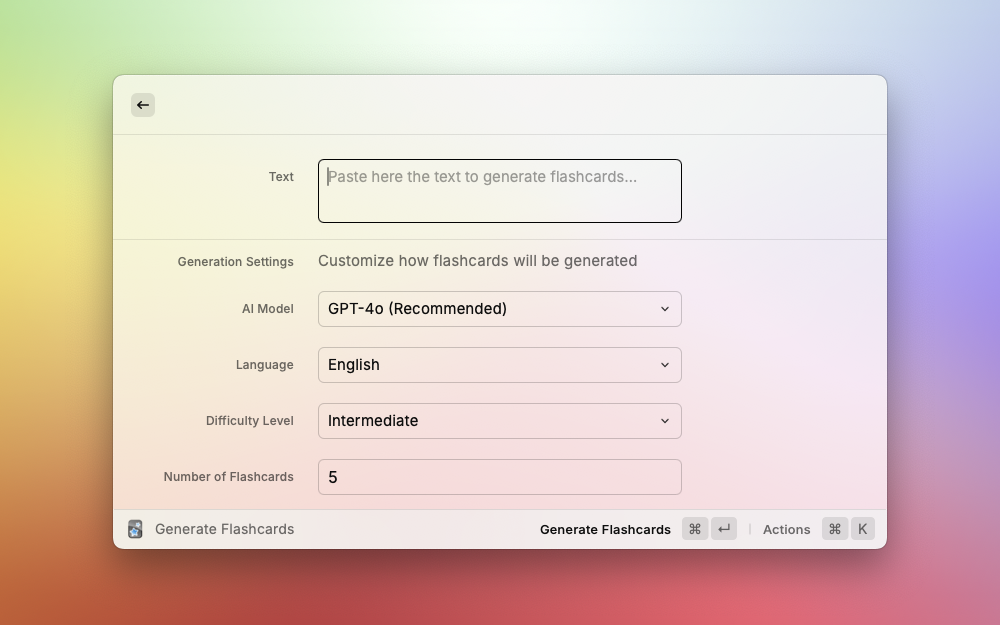 Text
Paste here the text to generate flashcards...
Generation Settings
Customize how flashcards will be generated
AI Model
GPT-4o (Recommended)
Language
English
Difficulty Level
Intermediate
Number of Flashcards
5
Generate Flashcards
Generate Flashcards ⌘ ↵ | Actions ⌘ K